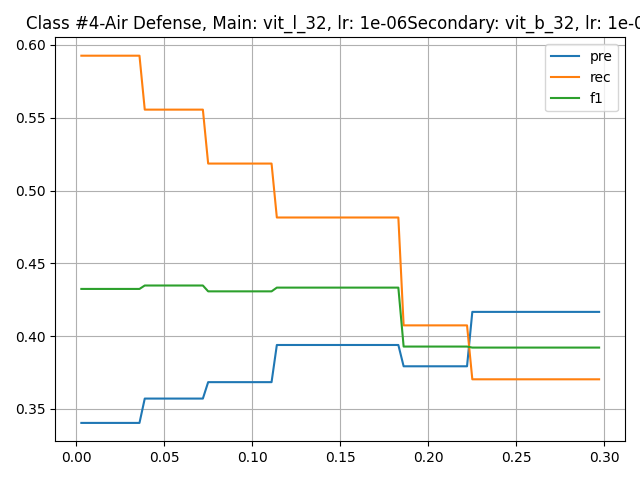 Class #4-Air Defense, Main: vit_l_32, lr: 1e-06Secondary: vit_b_32, lr: 1e-0
0.60
0.55
0.50
0.45
0.40
0.35
pre
rec
f1
0.00 0.05 0.10 0.15 0.20 0.25 0.30